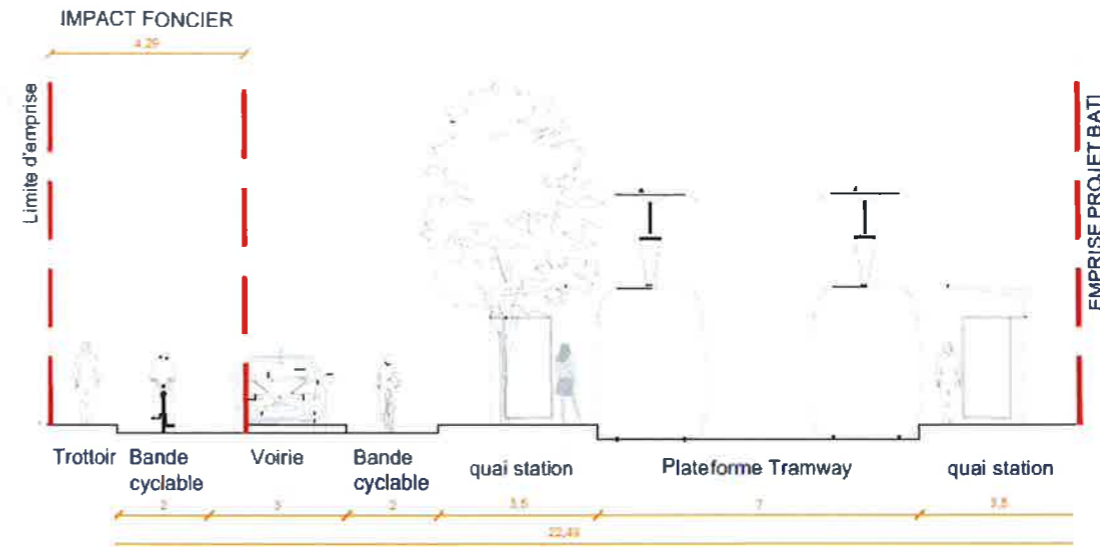 IMPACT FONCIER
4,29
Limite d'emprise
EMPRISE PROJET BATI
Trottoir
Bande
cyclable
Voirie
Bande
cyclable
quai station
Plateforme Tramway
quai station
2
3
2
3,5
7
3,5
22,49